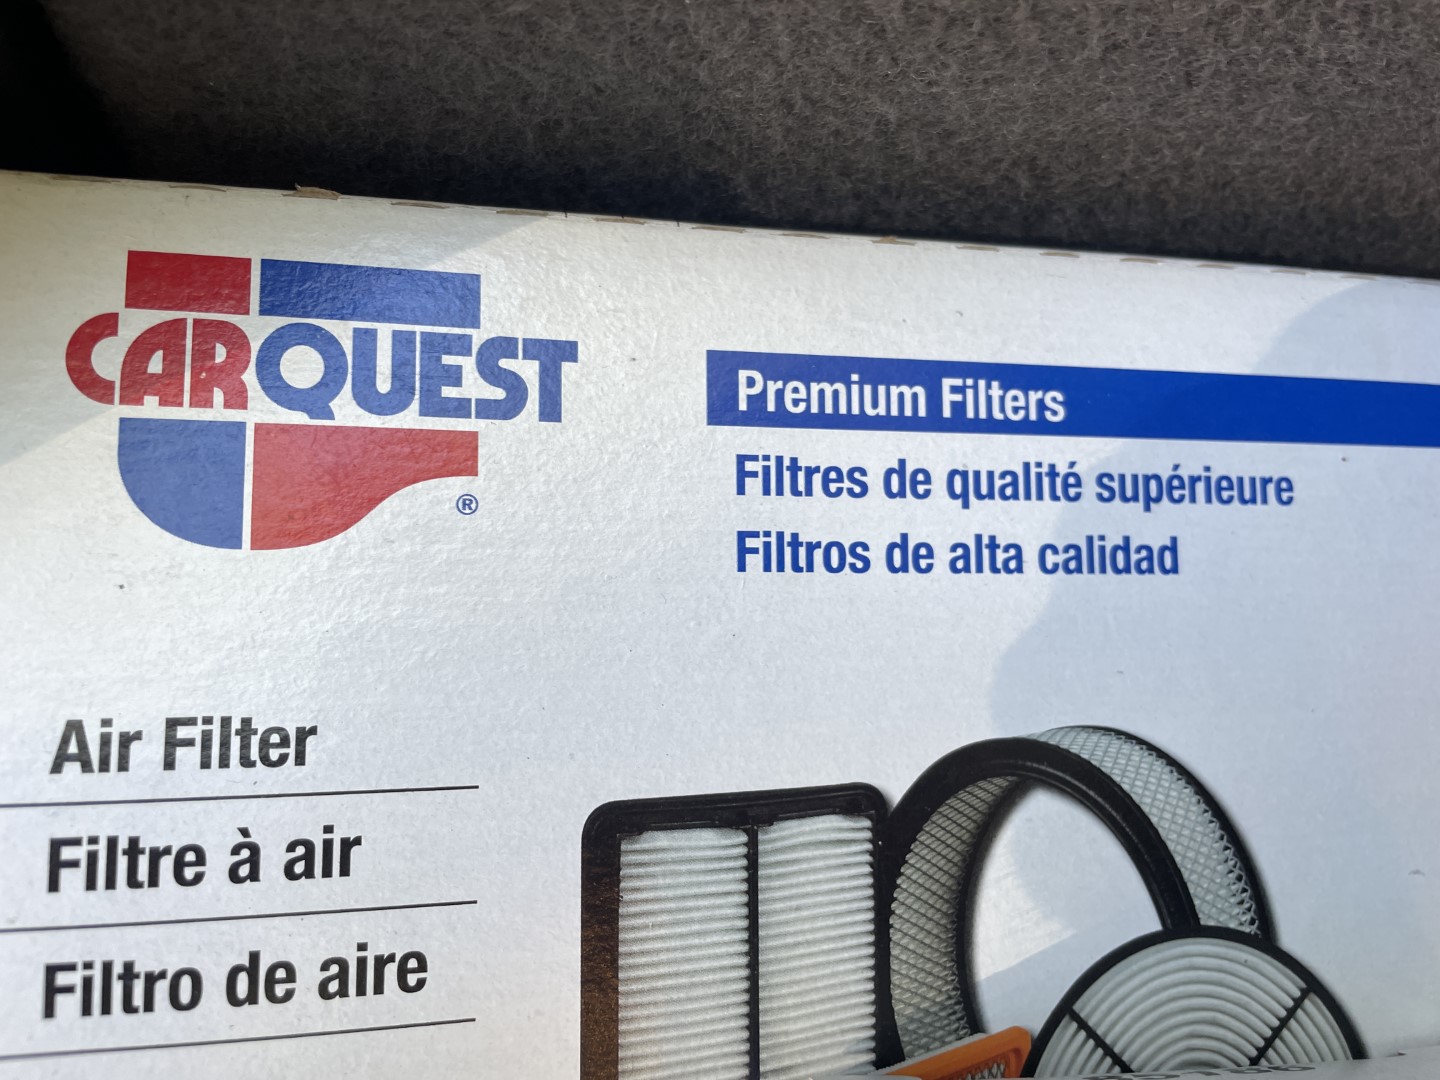 CARQUEST
®
Premium Filters
Filtres de qualité supérieure
Filtros de alta calidad
Air Filter
Filtre à air
Filtro de aire